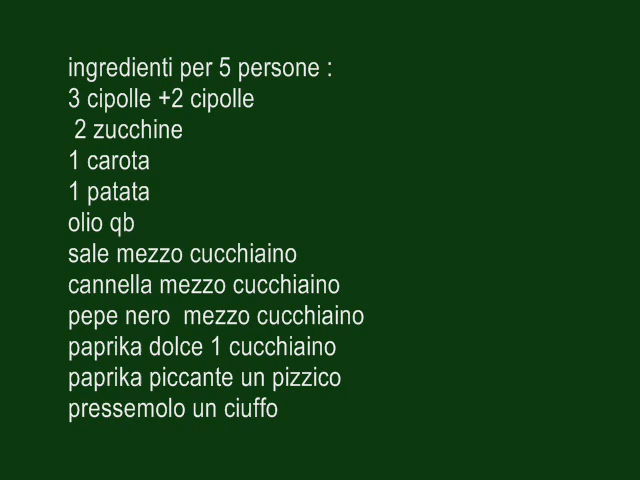 ingredienti per 5 persone :
3 cipolle +2 cipolle
2 zucchine
1 carota
1 patata
olio qb
sale mezzo cucchiaino
cannella mezzo cucchiaino
pepe nero  mezzo cucchiaino
paprika dolce 1 cucchiaino
paprika piccante un pizzico
pressemolo un ciuffo